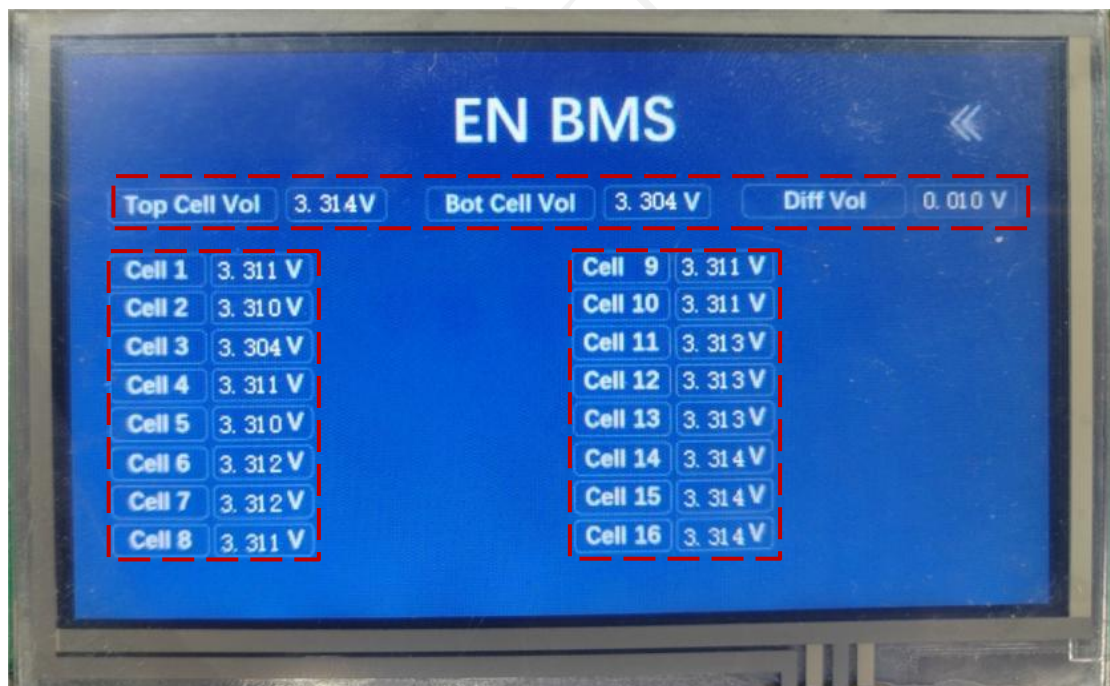 EN BMS
Top Cell Vol 3.314V Bot Cell Vol 3.304 V Diff Vol 0.010 V
Cell 1 3.311 V
Cell 2 3.310 V
Cell 3 3.304 V
Cell 4 3.311 V
Cell 5 3.310 V
Cell 6 3.312 V
Cell 7 3.312 V
Cell 8 3.311 V
Cell 9 3.311 V
Cell 10 3.311 V
Cell 11 3.313 V
Cell 12 3.313 V
Cell 13 3.313 V
Cell 14 3.314 V
Cell 15 3.314 V
Cell 16 3.314 V